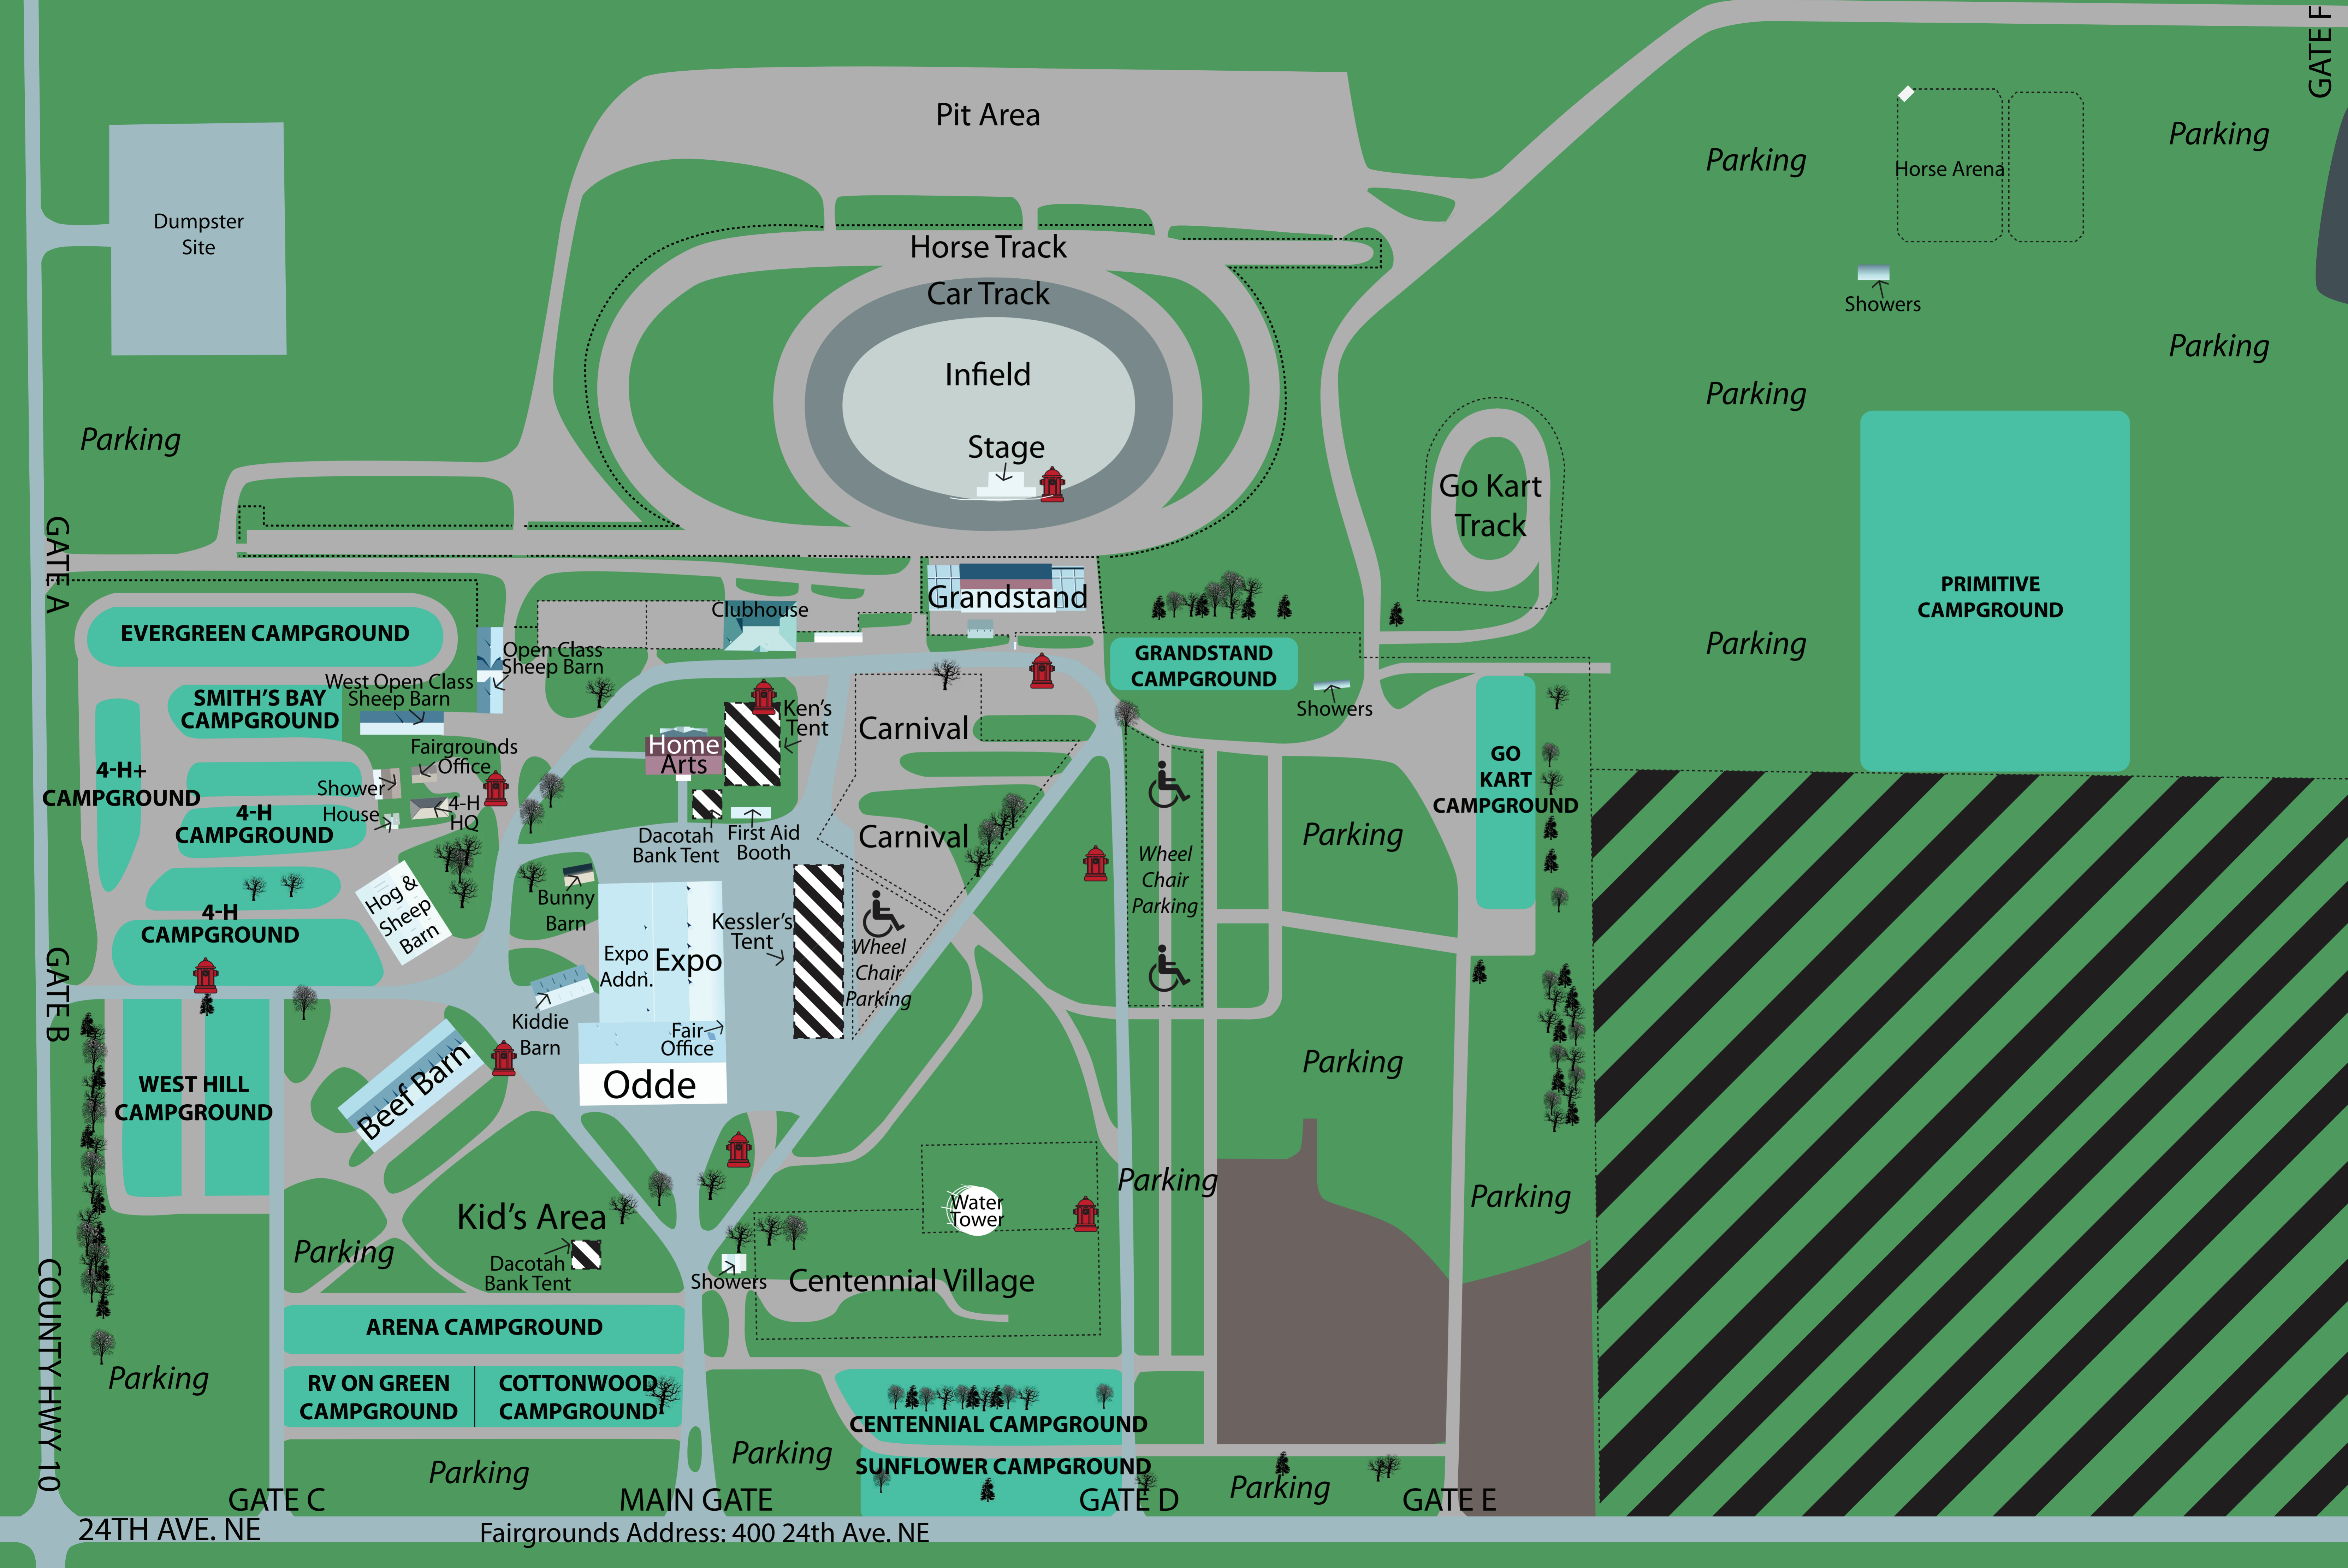 GATE F
Pit Area
Parking
Parking
Horse Arena
Dumpster
Site
Horse Track
Car Track
Showers
Parking
Infield
Parking
Parking
Stage
Go Kart
Track
GATE A
PRIMITIVE
CAMPGROUND
Grandstand
Clubhouse
EVERGREEN CAMPGROUND
Open Class
Sheep Barn
Parking
GRANDSTAND
CAMPGROUND
West Open Class
Sheep Barn
SMITH'S BAY
CAMPGROUND
Showers
Ken's
Tent
Carnival
Home
Arts
Fairgrounds
Office
GO
KART
CAMPGROUND
4-H+
CAMPGROUND
Shower
House
4-H
HQ
4-H
CAMPGROUND
Dacotah
Bank Tent
First Aid
Booth
Carnival
Parking
Wheel
Chair
Parking
Hog &
Sheep
Barn
Bunny
Barn
4-H
CAMPGROUND
Kessler's
Tent
Wheel
Chair
Parking
Expo
Addn.
Expo
GATE B
Kiddie
Barn
Fair
Office
Beef Barn
Odde
Parking
WEST HILL
CAMPGROUND
Parking
Parking
Kid's Area
Water
Tower
Parking
Dacotah
Bank Tent
Showers
Centennial Village
COUNTY HWY 10
ARENA CAMPGROUND
Parking
RV ON GREEN
CAMPGROUND
COTTONWOOD
CAMPGROUND
CENTENNIAL CAMPGROUND
Parking
Parking
SUNFLOWER CAMPGROUND
Parking
GATE C
MAIN GATE
GATE D
GATE E
24TH AVE. NE
Fairgrounds Address: 400 24th Ave. NE